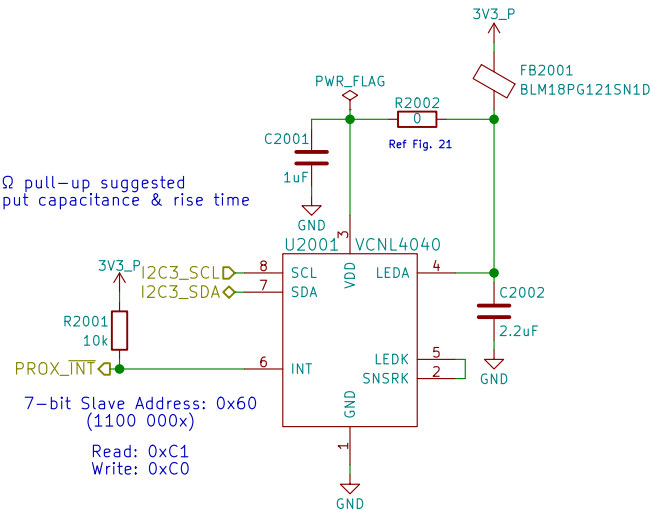 3V3_P
FB2001
BLM18PG121SN1D
PWR_FLAG
R2002
0
Ref Fig. 21
C2001
1uF
GND
Ω pull-up suggested
put capacitance & rise time
U2001
VCNL4040
3
3V3_P
I2C3_SCL
8
SCL
VDD
LEDA
4
I2C3_SDA
7
SDA
C2002
2.2uF
R2001
10k
GND
PROX_INT
6
INT
LEDK
5
SNSRK
2
GND
1
7-bit Slave Address: 0x60
(1100 000x)
Read: 0xC1
Write: 0xC0
GND